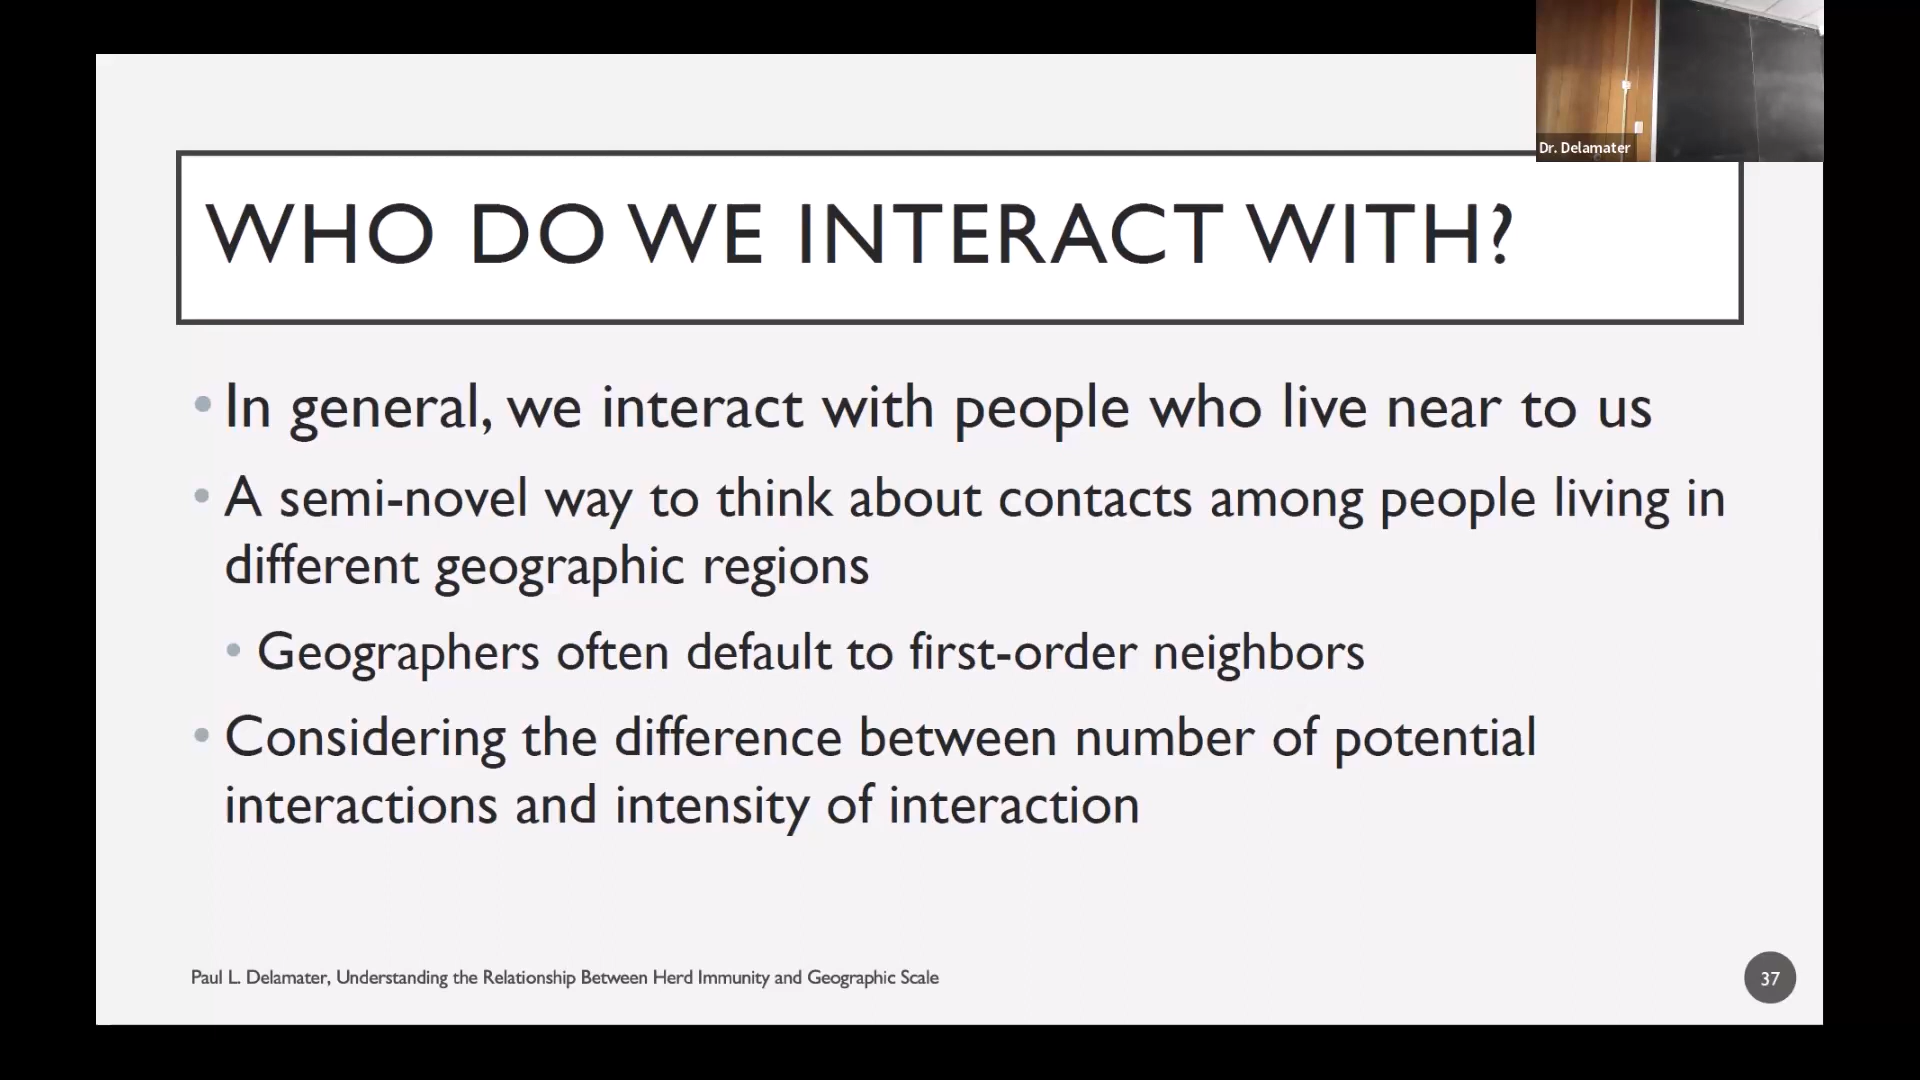 Dr. Delamater
WHO DO WE INTERACT WITH?
• In general, we interact with people who live near to us
• A semi-novel way to think about contacts among people living in
different geographic regions
• Geographers often default to first-order neighbors
• Considering the difference between number of potential
interactions and intensity of interaction
Paul L. Delamater, Understanding the Relationship Between Herd Immunity and Geographic Scale
37